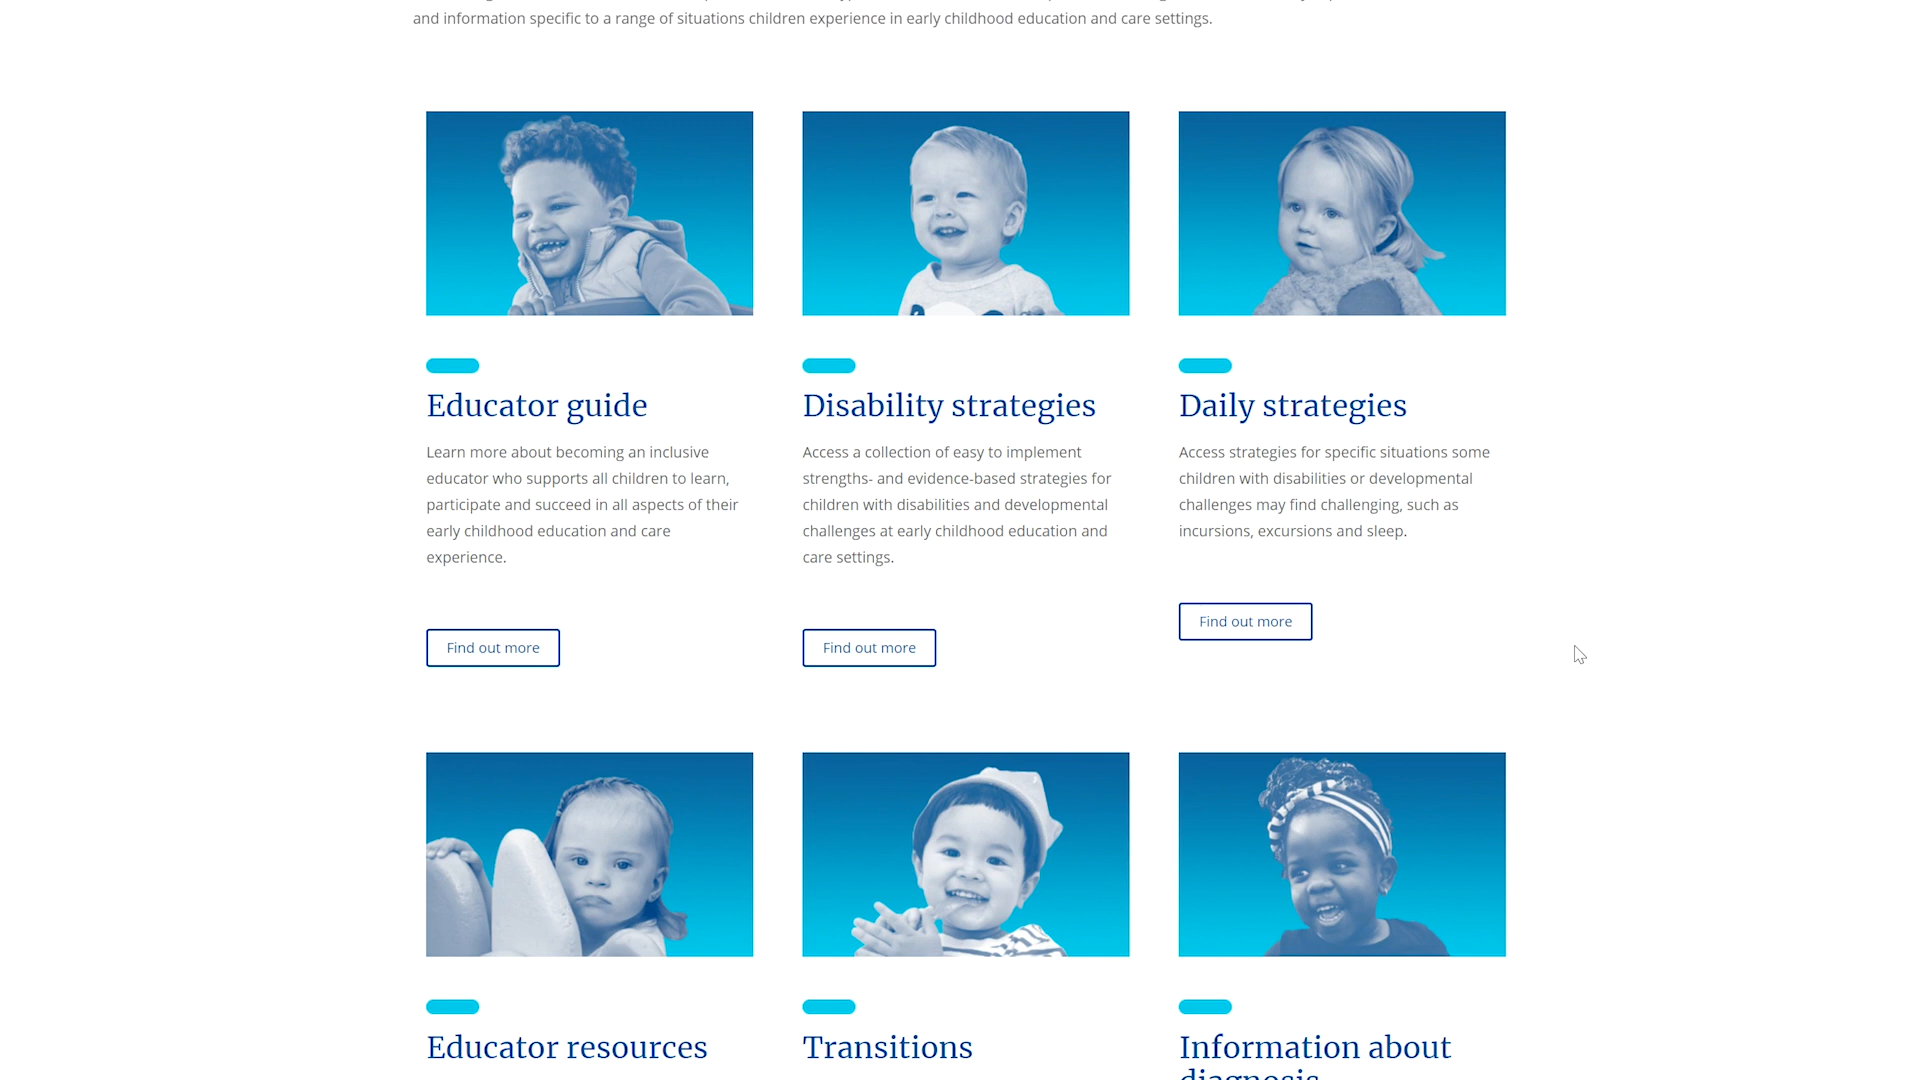 and information specific to a range of situations children experience in early childhood education and care settings.
Educator guide
Learn more about becoming an inclusive
educator who supports all children to learn,
participate and succeed in all aspects of their
early childhood education and care
experience.
Find out more
Disability strategies
Access a collection of easy to implement
strengths- and evidence-based strategies for
children with disabilities and developmental
challenges at early childhood education and
care settings.
Find out more
Daily strategies
Access strategies for specific situations some
children with disabilities or developmental
challenges may find challenging, such as
incursions, excursions and sleep.
Find out more
Educator resources
Transitions
Information about
diagnosis